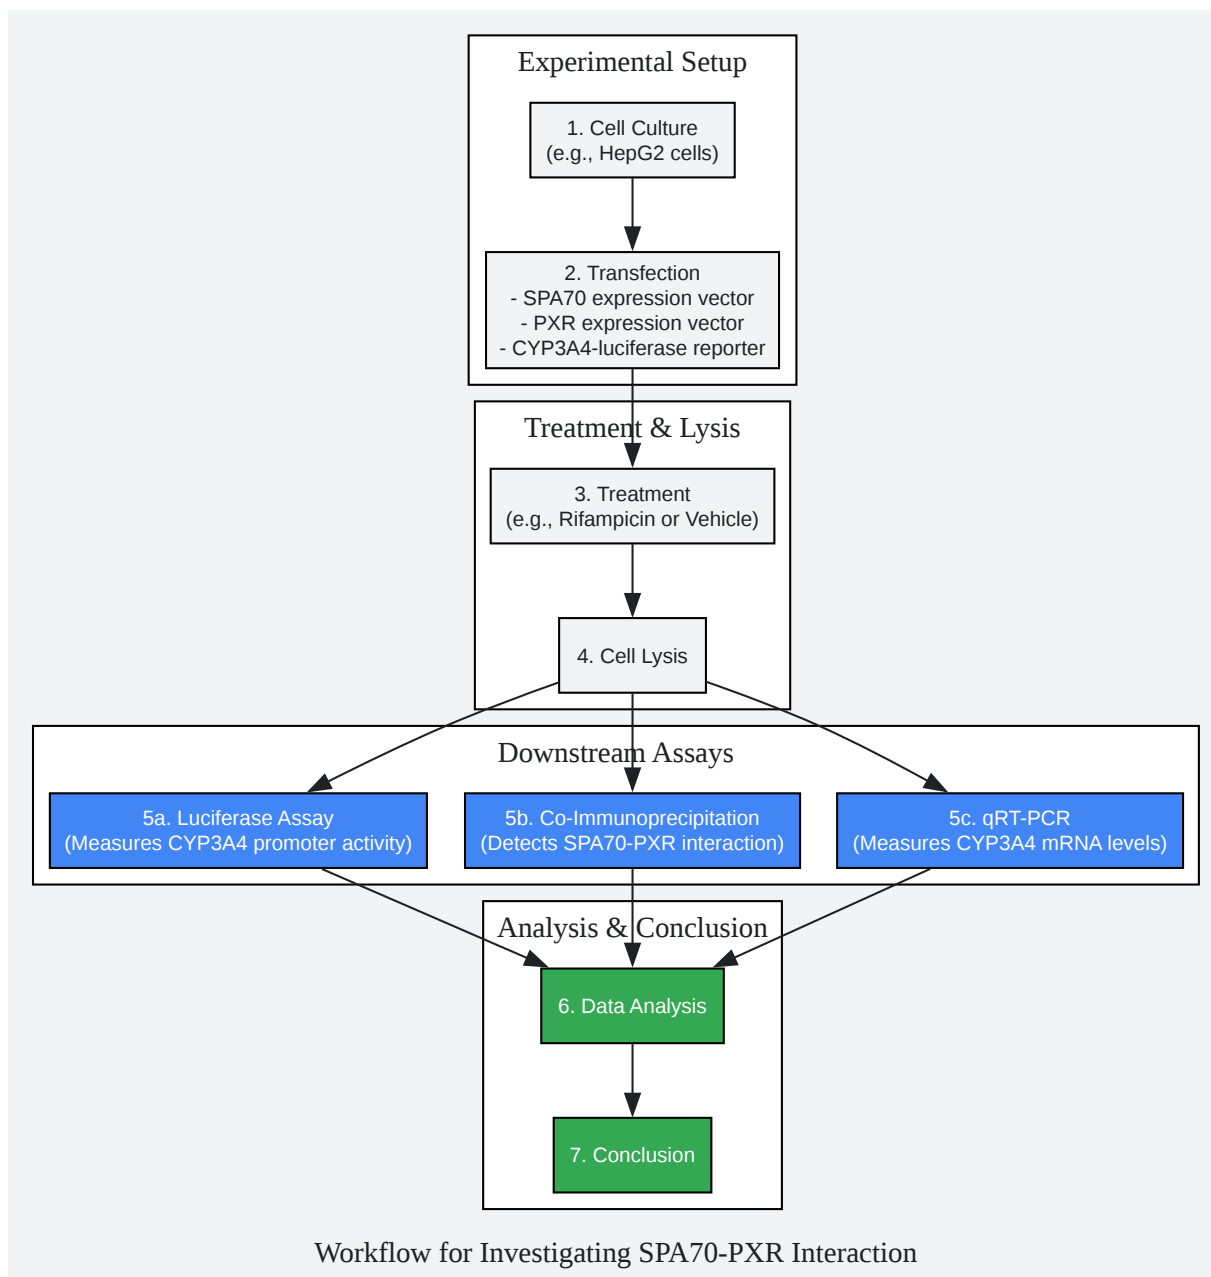 Experimental Setup
1. Cell Culture
(e.g., HepG2 cells)
2. Transfection
- SPA70 expression vector
- PXR expression vector
- CYP3A4-luciferase reporter
Treatment & Lysis
3. Treatment
(e.g., Rifampicin or Vehicle)
4. Cell Lysis
Downstream Assays
5a. Luciferase Assay
(Measures CYP3A4 promoter activity)
5b. Co-Immunoprecipitation
(Detects SPA70-PXR interaction)
5c. qRT-PCR
(Measures CYP3A4 mRNA levels)
Analysis & Conclusion
6. Data Analysis
7. Conclusion
Workflow for Investigating SPA70-PXR Interaction